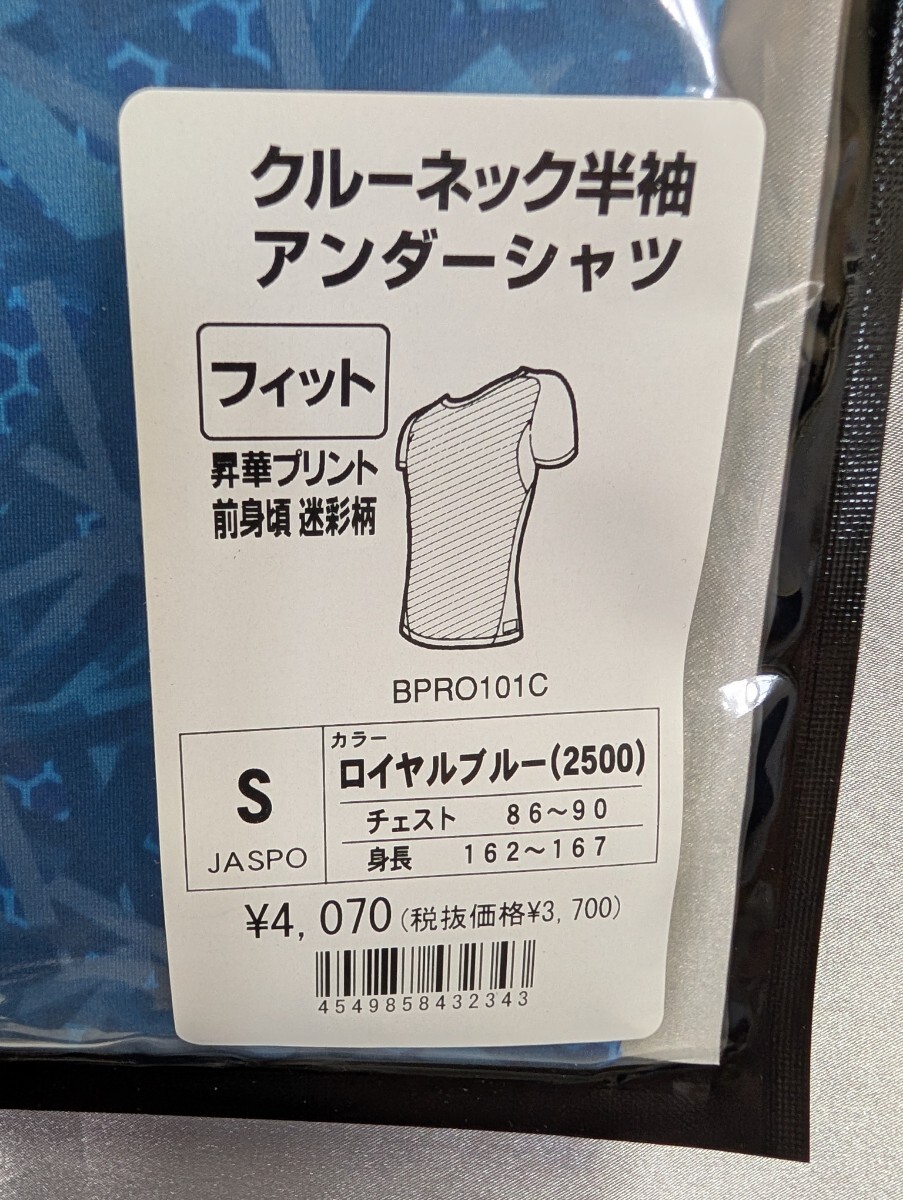 クルーネック半袖
アンダーシャツ
フィット
昇華プリント
前身頃 迷彩柄
BPRO101C
S
JASPO
カラー
ロイヤルブルー(2500)
チェスト 86~90
身長 162~167
¥4,070(税抜価格¥3,700)
4549858432343